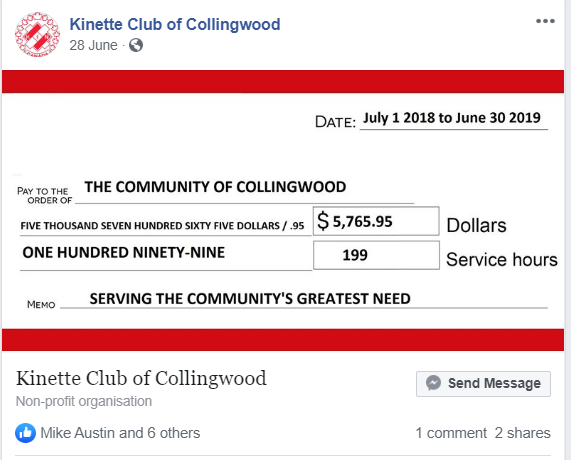 Kinette Club of Collingwood
28 June ·
DATE: July 1 2018 to June 30 2019
PAY TO THE ORDER OF THE COMMUNITY OF COLLINGWOOD
FIVE THOUSAND SEVEN HUNDRED SIXTY FIVE DOLLARS / .95 $ 5,765.95 Dollars
ONE HUNDRED NINETY-NINE 199 Service hours
MEMO SERVING THE COMMUNITY'S GREATEST NEED
Kinette Club of Collingwood
Send Message
Non-profit organisation
Mike Austin and 6 others 1 comment 2 shares